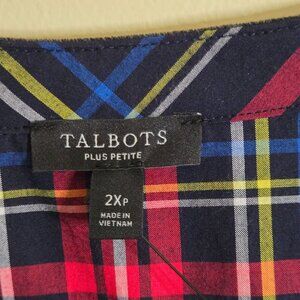 TALBOTS
PLUS PETITE
2XP
MADE IN
VIETNAM